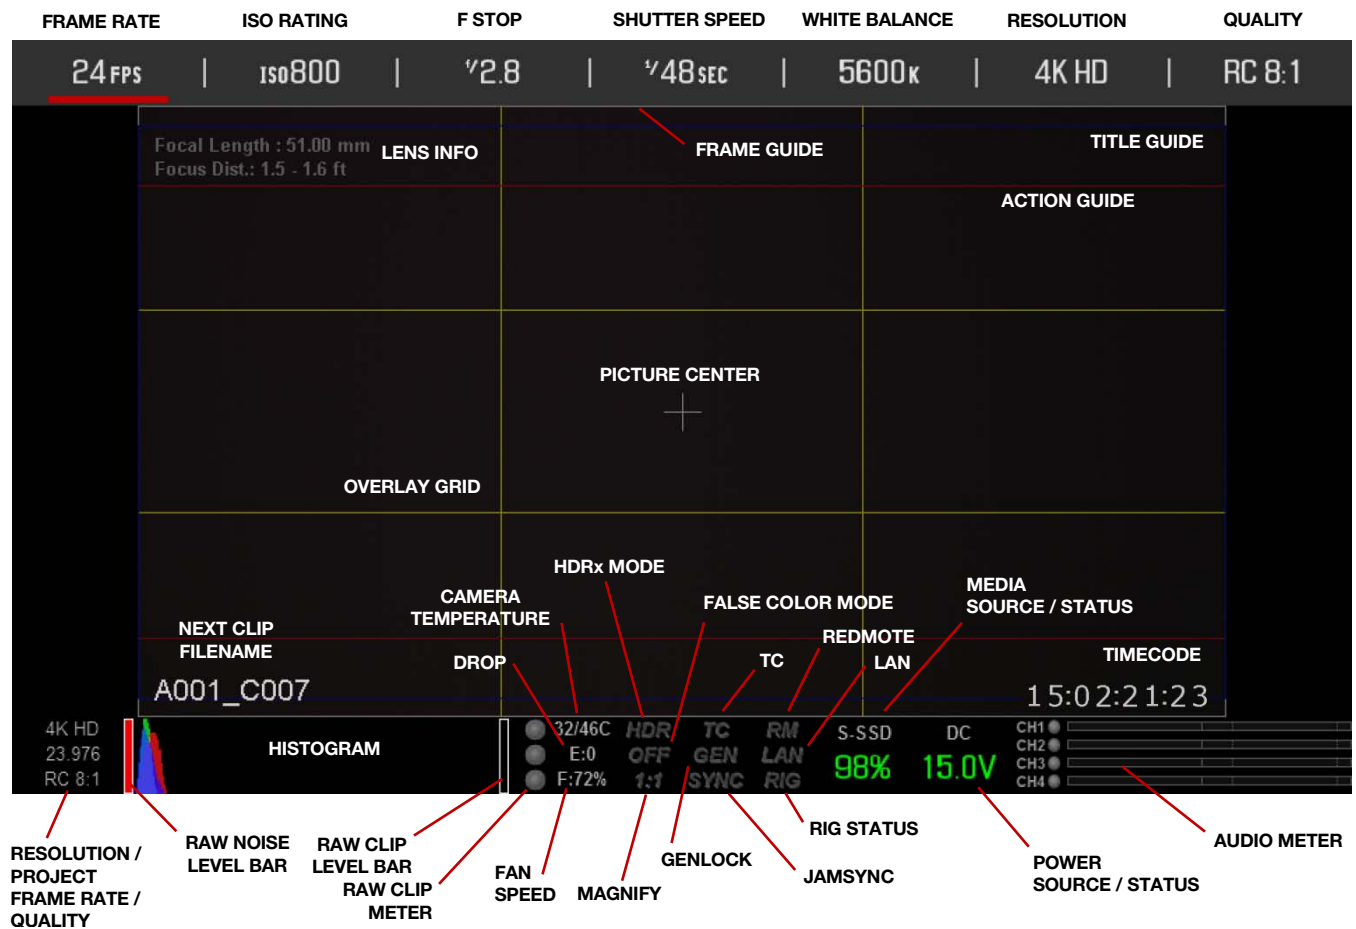 FRAME RATE ISO RATING F STOP SHUTTER SPEED WHITE BALANCE RESOLUTION QUALITY
24 FPS | ISO800 | 1/2.8 | 1/48 SEC | 5600 K | 4K HD | RC 8:1
Focal Length : 51.00 mm
Focus Dist.: 1.5 - 1.6 ft
LENS INFO
FRAME GUIDE
TITLE GUIDE
ACTION GUIDE
PICTURE CENTER
OVERLAY GRID
HDRx MODE
CAMERA
TEMPERATURE
FALSE COLOR MODE
MEDIA
SOURCE / STATUS
NEXT CLIP
FILENAME
DROP
TC
REDMOTE
LAN
TIMECODE
A001_C007
15:02:21:23
4K HD
23.976
RC 8:1
HISTOGRAM
32/46C HDR TC RM
E:0 OFF GEN LAN
F:72% 1:1 SYNC RIG
S-SSD DC
98% 15.0V
CH1
CH2
CH3
CH4
RESOLUTION /
PROJECT
FRAME RATE /
QUALITY
RAW NOISE
LEVEL BAR
RAW CLIP
LEVEL BAR
RAW CLIP
METER
FAN
SPEED
MAGNIFY
GENLOCK
JAMSYNC
RIG STATUS
POWER
SOURCE / STATUS
AUDIO METER